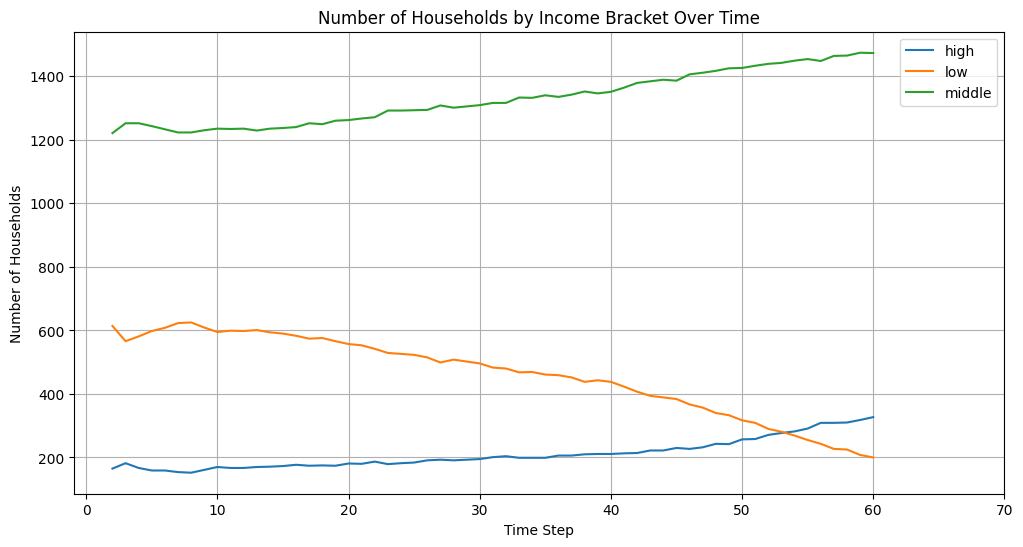 Number of Households by Income Bracket Over Time
high
low
middle
Number of Households
1400
1200
1000
800
600
400
200
0
10
20
30
40
50
60
70
Time Step